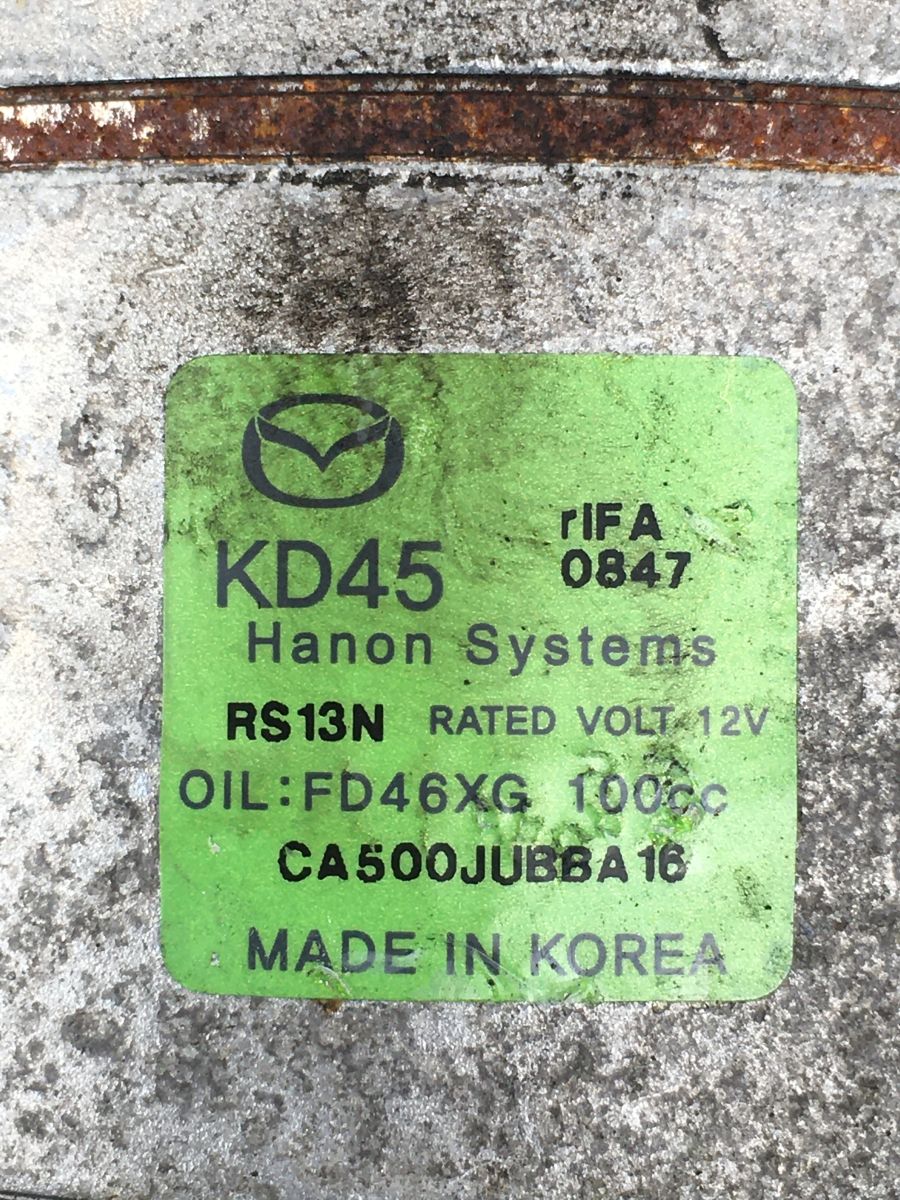 rIFA
KD45 0847
Hanon Systems
RS13N RATED VOLT 12V
OIL:FD46XG 100cc
CA500JUBBA16
MADE IN KOREA